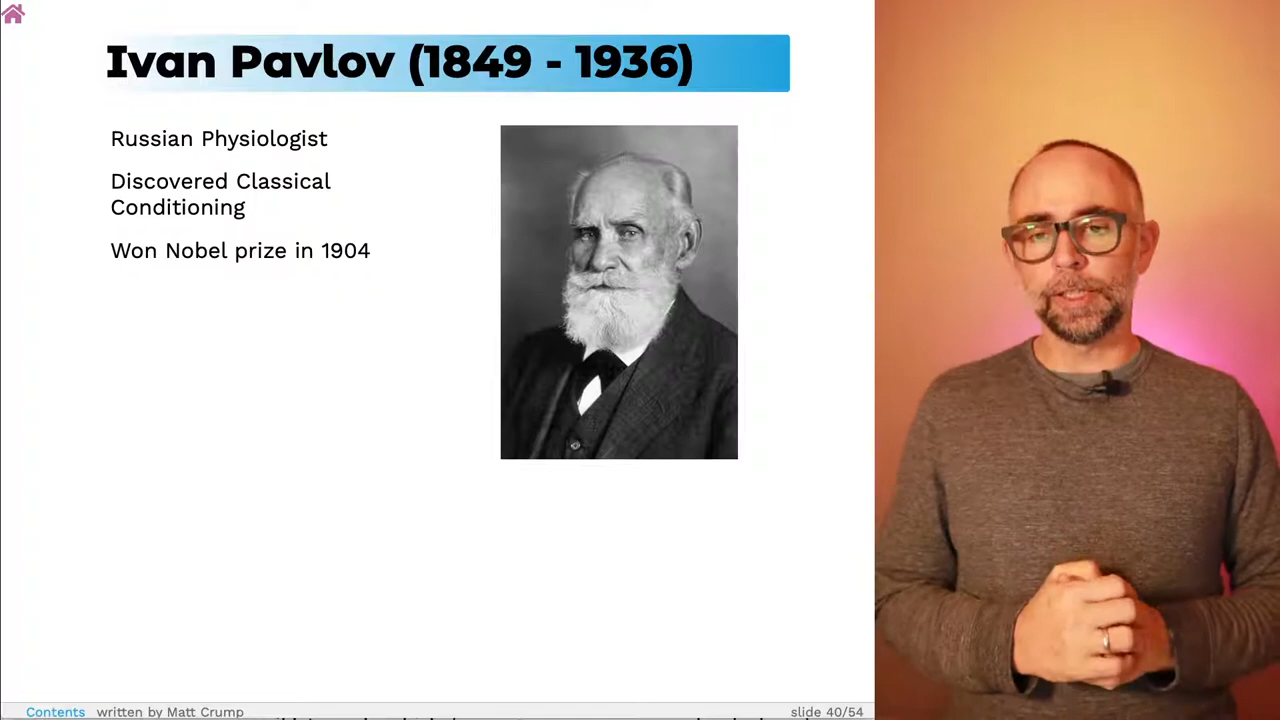 Ivan Pavlov (1849 - 1936)
Russian Physiologist
Discovered Classical
Conditioning
Won Nobel prize in 1904
Contents written by Matt Crump
slide 40/54